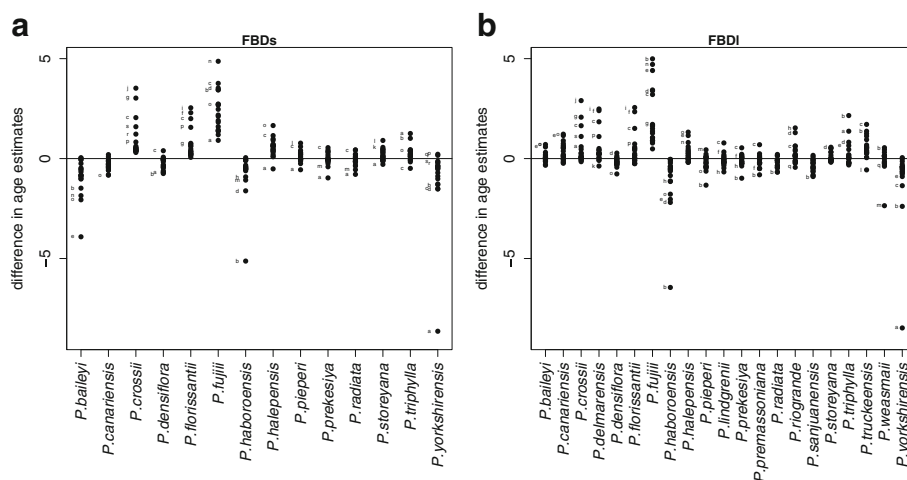 a
FBDs
difference in age estimates
5
0
−5
P.baileyi
P.canariensis
P.crossii
P.densiflora
P.florissantii
P.fujiii
P.haboroensis
P.halepensis
P.pieperi
P.prekesiya
P.radiata
P.storeyana
P.triphylla
P.yorkshirensis
b
FBDl
difference in age estimates
5
0
−5
P.baileyi
P.canariensis
P.crossii
P.delmarensis
P.densiflora
P.florissantii
P.fujiii
P.haboroensis
P.halepensis
P.pieperi
P.lindgrenii
P.prekesiya
P.premassoniana
P.radiata
P.riogrande
P.sanjuanensis
P.storeyana
P.triphylla
P.truckeensis
P.weasmaii
P.yorkshirensis